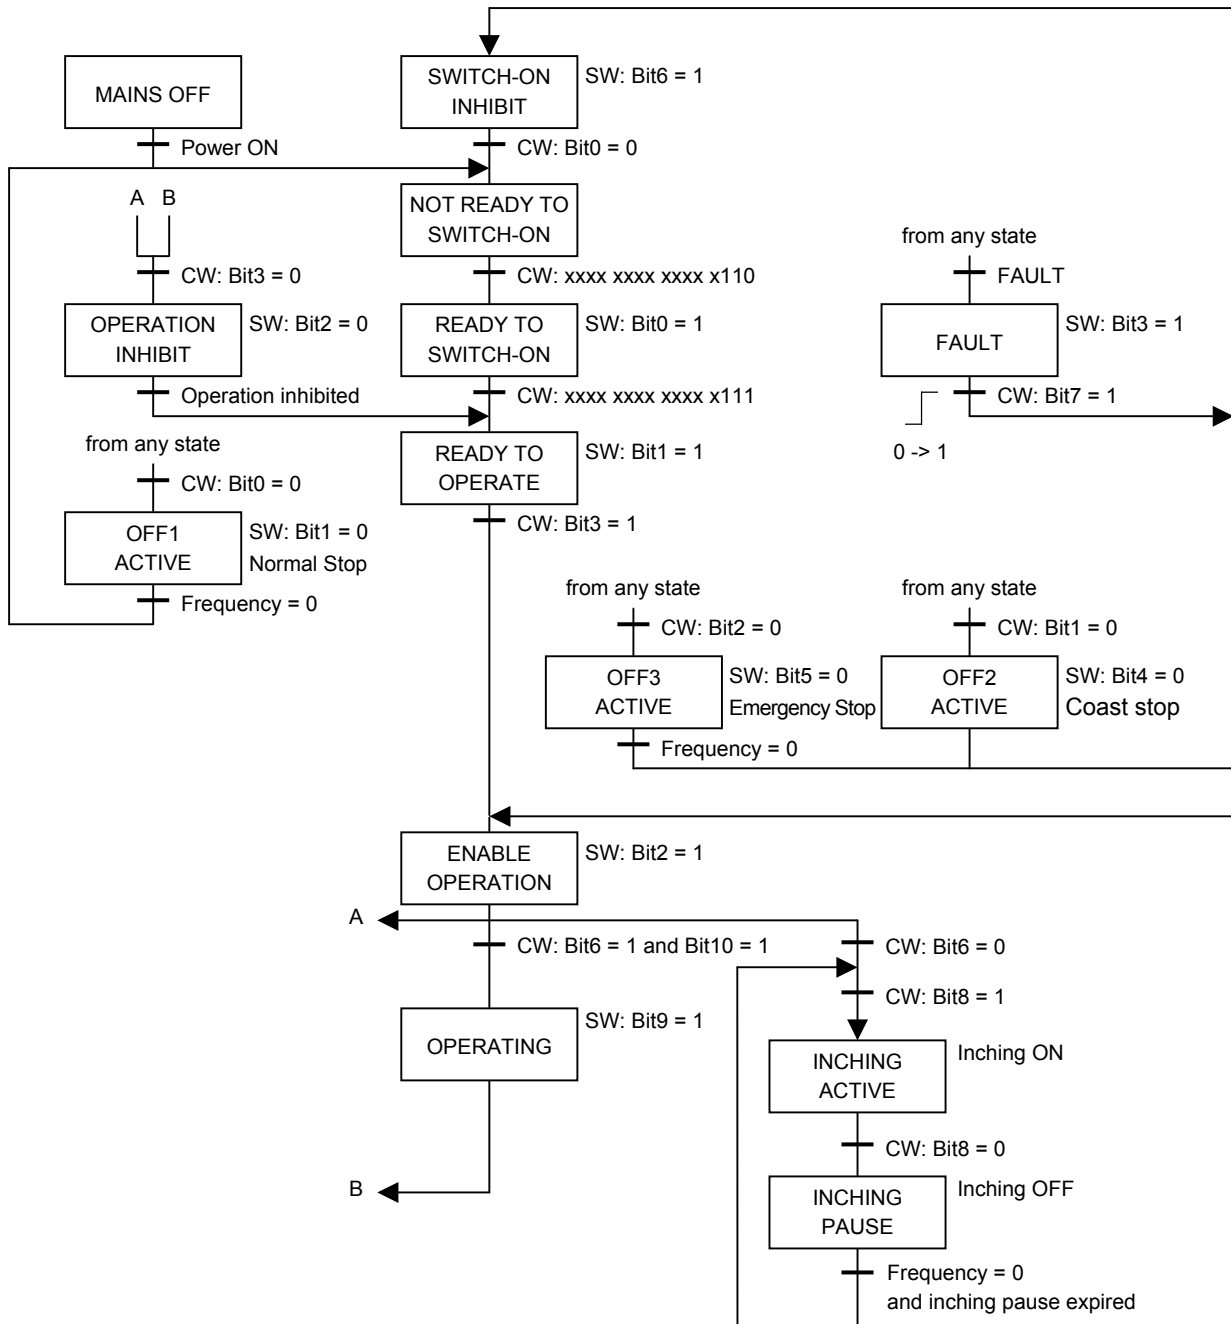 MAINS OFF
Power ON
SWITCH-ON
INHIBIT
SW: Bit6 = 1
CW: Bit0 = 0
NOT READY TO
SWITCH-ON
CW: xxxx xxxx xxxx x110
A B
CW: Bit3 = 0
OPERATION
INHIBIT
SW: Bit2 = 0
Operation inhibited
READY TO
SWITCH-ON
SW: Bit0 = 1
CW: xxxx xxxx xxxx x111
from any state
FAULT
FAULT
SW: Bit3 = 1
CW: Bit7 = 1
0 -> 1
from any state
CW: Bit0 = 0
OFF1
ACTIVE
SW: Bit1 = 0
Normal Stop
Frequency = 0
READY TO
OPERATE
SW: Bit1 = 1
CW: Bit3 = 1
from any state
CW: Bit2 = 0
OFF3
ACTIVE
SW: Bit5 = 0
Emergency Stop
Frequency = 0
from any state
CW: Bit1 = 0
OFF2
ACTIVE
SW: Bit4 = 0
Coast stop
ENABLE
OPERATION
SW: Bit2 = 1
A
CW: Bit6 = 1 and Bit10 = 1
CW: Bit6 = 0
CW: Bit8 = 1
OPERATING
SW: Bit9 = 1
INCHING
ACTIVE
Inching ON
CW: Bit8 = 0
B
INCHING
PAUSE
Inching OFF
Frequency = 0
and inching pause expired